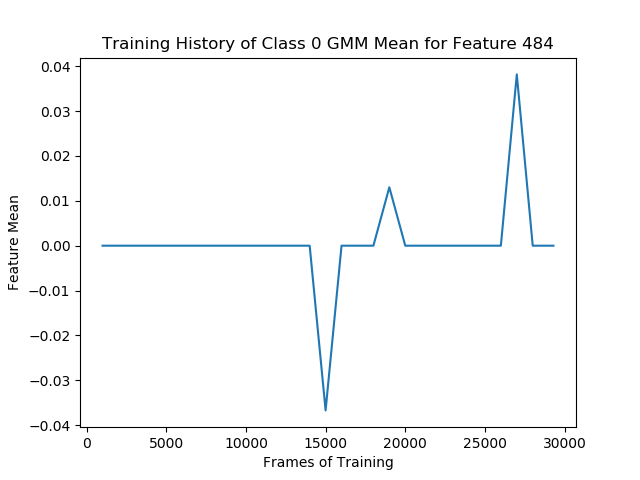 Training History of Class 0 GMM Mean for Feature 484
0.04
0.03
0.02
0.01
0.00
−0.01
−0.02
−0.03
−0.04
Feature Mean
0 5000 10000 15000 20000 25000 30000
Frames of Training